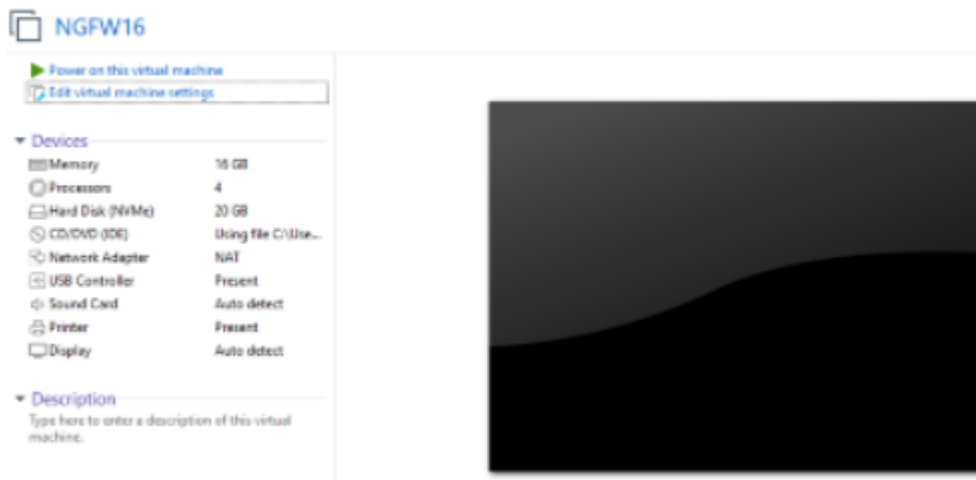 NGFW16
Power on this virtual machine
Edit virtual machine settings
Devices
Memory 16 GB
Processors 4
Hard Disk (NVMe) 20 GB
CD/DVD (IDE) Using file C:\Use...
Network Adapter NAT
USB Controller Present
Sound Card Auto detect
Printer Present
Display Auto detect
Description
Type here to enter a description of this virtual
machine.